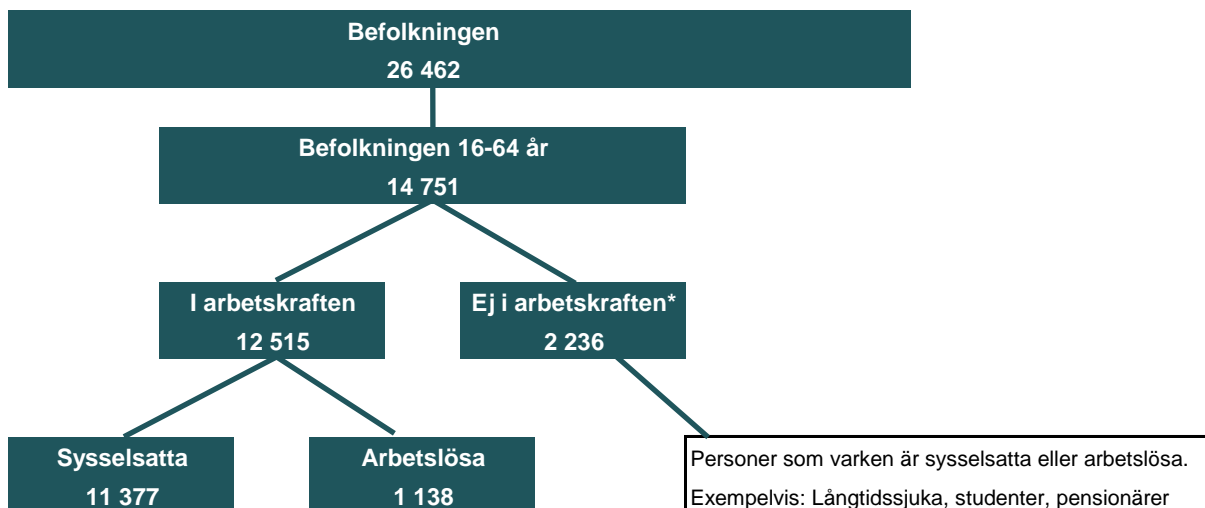 Befolkningen
26 462
Befolkningen 16-64 år
14 751
I arbetskraften
12 515
Ej i arbetskraften*
2 236
Sysselsatta
11 377
Arbetslösa
1 138
Personer som varken är sysselsatta eller arbetslösa.
Exempelvis: Långtidssjuka, studenter, pensionärer